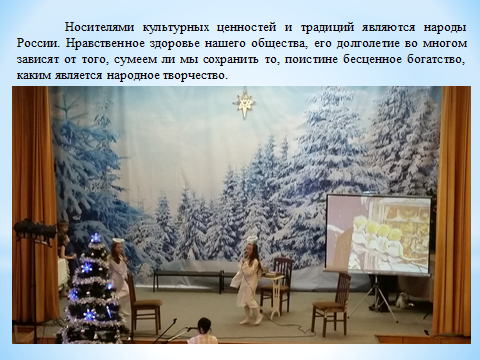 Носителями культурных ценностей и традиций являются народы
России. Нравственное здоровье нашего общества, его долголетие во многом
зависят от того, сумеем ли мы сохранить то, поистине бесценное богатство,
каким является народное творчество.